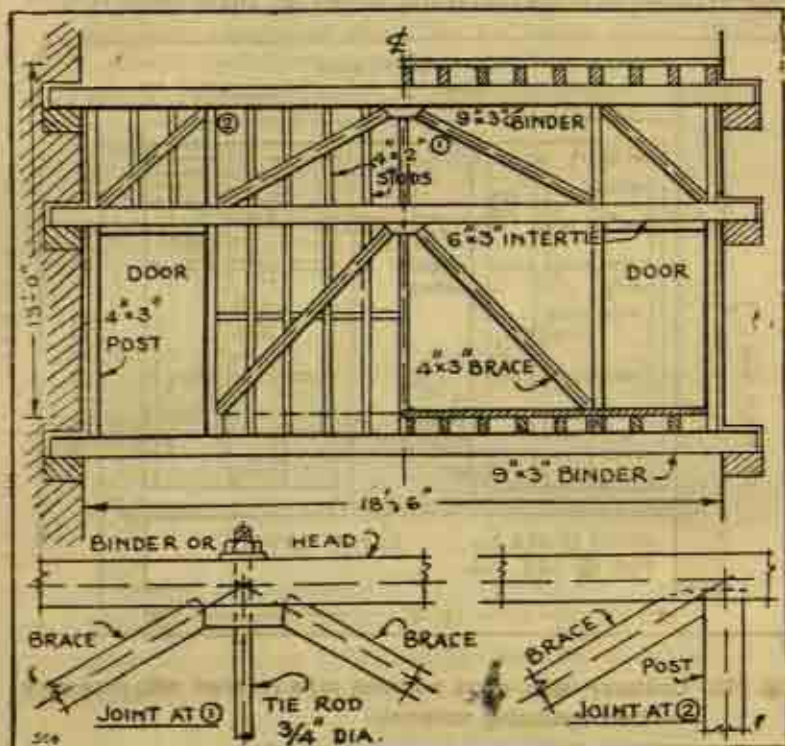 ℄
②
9"×3" BINDER
4"×2" ①
STUDS
6"×3" INTERTIE
DOOR
DOOR
13'-0"
4"×3"
POST
4"×3" BRACE
9"×3" BINDER
18'-6"
BINDER OR HEAD
BRACE
BRACE
BRACE
POST
JOINT AT ①
TIE ROD
3/4" DIA.
JOINT AT ②